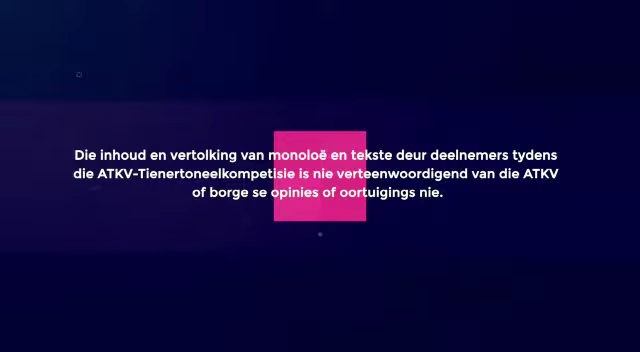 Die inhoud en vertolking van monoloë en tekste deur deelnemers tydens
die ATKV-Tienertoneelkompetisie is nie verteenwoordigend van die ATKV
of borge se opinies of oortuigings nie.